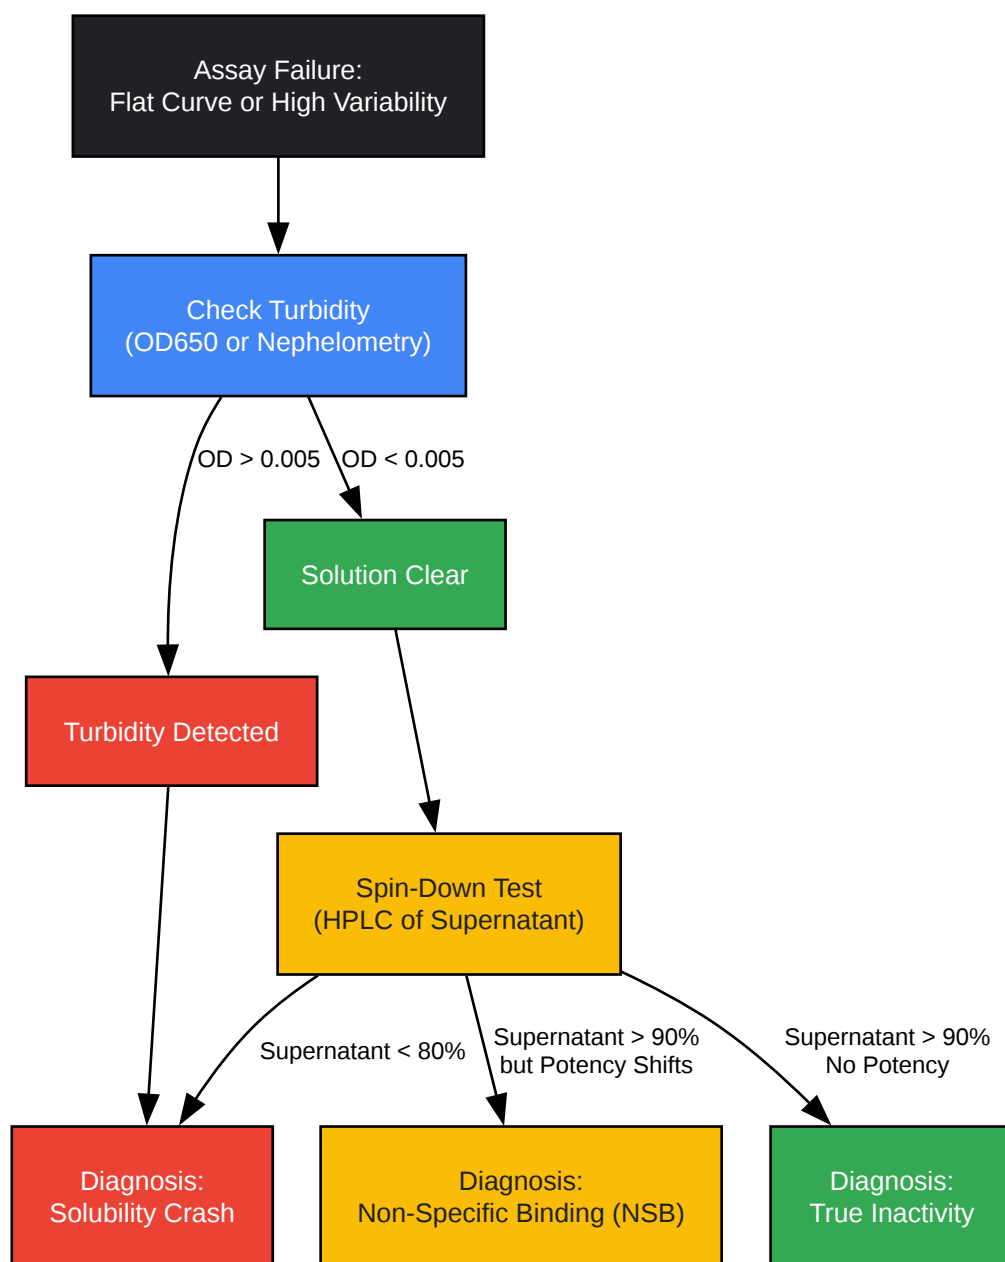 Assay Failure:
Flat Curve or High Variability
Check Turbidity
(OD650 or Nephelometry)
OD > 0.005
OD < 0.005
Solution Clear
Turbidity Detected
Spin-Down Test
(HPLC of Supernatant)
Supernatant < 80%
Supernatant > 90%
but Potency Shifts
Supernatant > 90%
No Potency
Diagnosis:
Solubility Crash
Diagnosis:
Non-Specific Binding (NSB)
Diagnosis:
True Inactivity